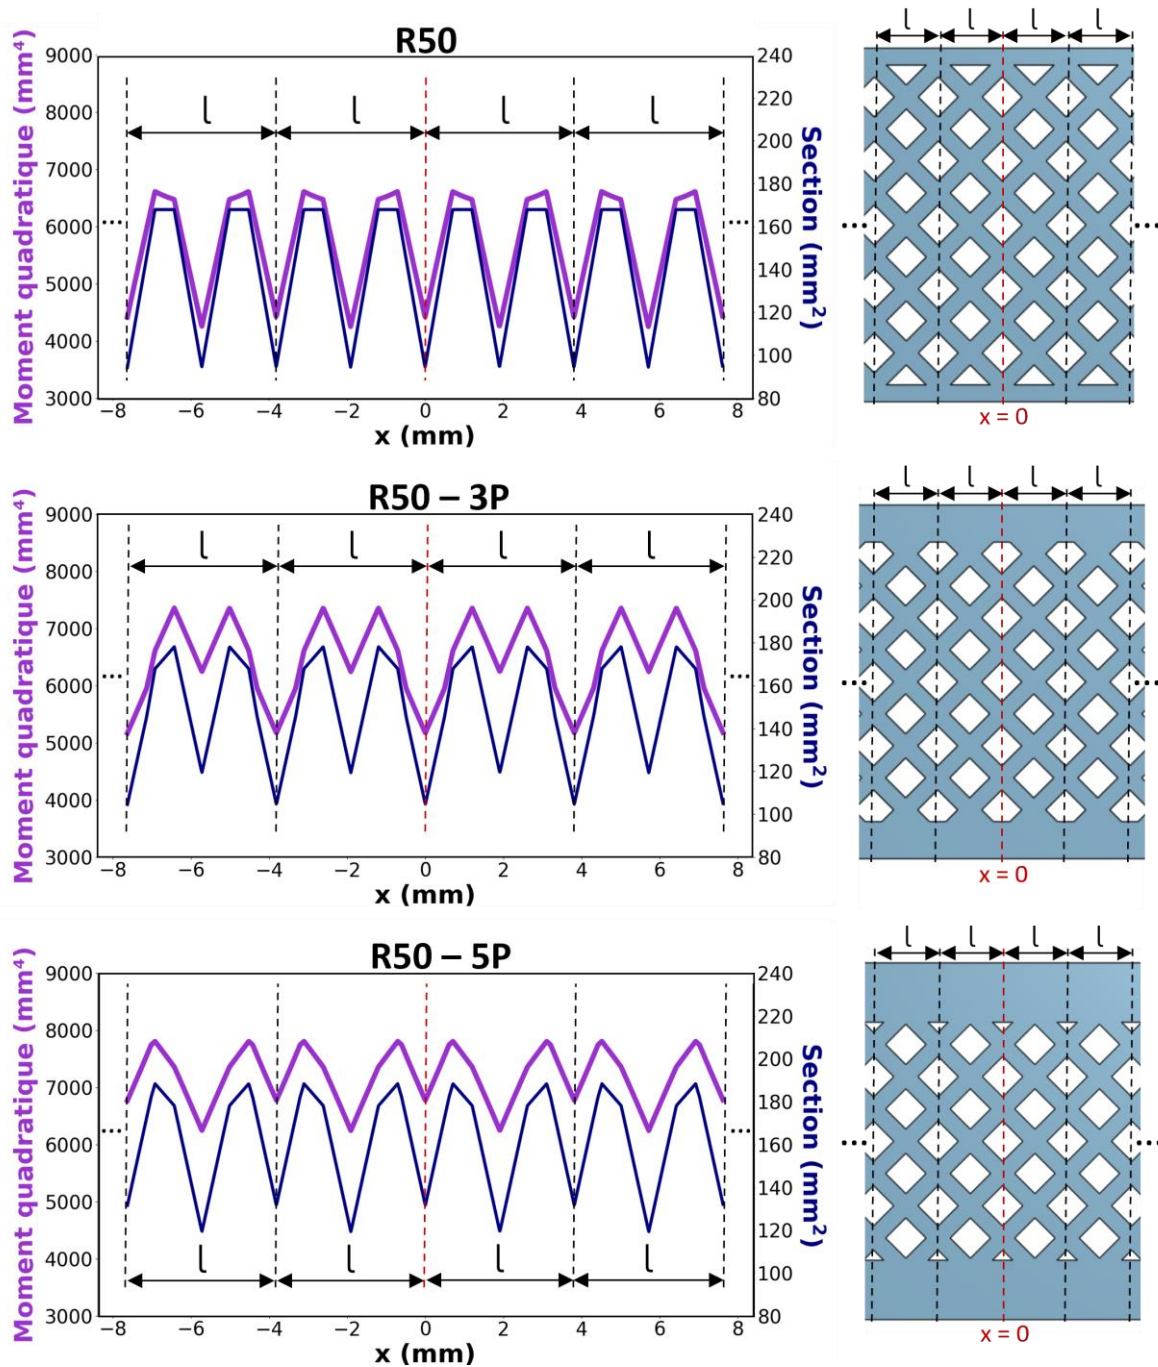 R50
Moment quadratique (mm⁴)
9000
8000
7000
6000
5000
4000
3000
l l l l
... ...
240
220
200
180
160
140
120
100
80
Section (mm²)
−8 −6 −4 −2 0 2 4 6 8
x (mm)
l l l l
... ...
x = 0
R50 – 3P
Moment quadratique (mm⁴)
9000
8000
7000
6000
5000
4000
3000
l l l l
... ...
240
220
200
180
160
140
120
100
80
Section (mm²)
−8 −6 −4 −2 0 2 4 6 8
x (mm)
l l l l
... ...
x = 0
R50 – 5P
Moment quadratique (mm⁴)
9000
8000
7000
6000
5000
4000
3000
... ...
l l l l
240
220
200
180
160
140
120
100
80
Section (mm²)
−8 −6 −4 −2 0 2 4 6 8
x (mm)
l l l l
... ...
x = 0